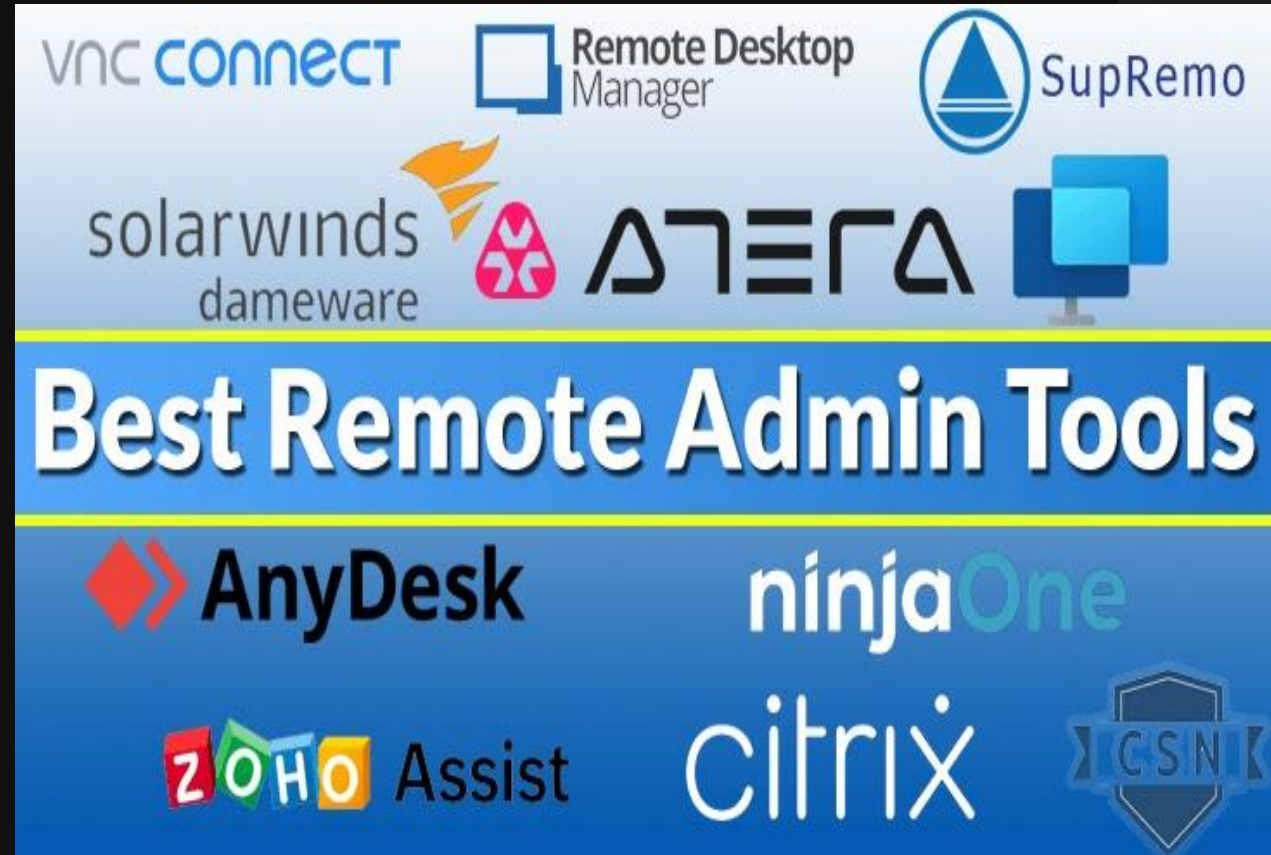 vnc connect
Remote Desktop
Manager
SupRemo
solarwinds
dameware
ATERA
Best Remote Admin Tools
AnyDesk
ninjaOne
ZOHO Assist
citrix
CSN